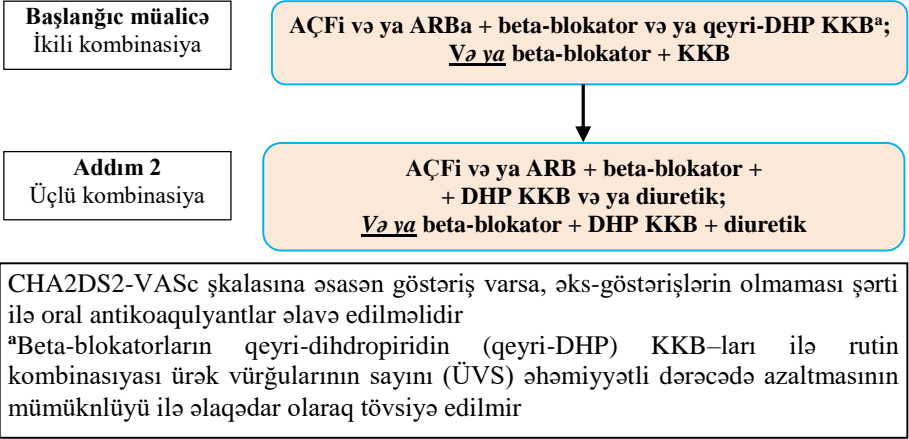 Başlanğıc müalicə
İkili kombinasiya
AÇFi və ya ARBa + beta-blokator və ya qeyri-DHP KKBᵃ;
Və ya beta-blokator + KKB
Addım 2
Üçlü kombinasiya
AÇFi və ya ARB + beta-blokator +
+ DHP KKB və ya diuretik;
Və ya beta-blokator + DHP KKB + diuretik
CHA2DS2-VASc şkalasına əsasən göstəriş varsa, əks-göstərişlərin olmaması şərti
ilə oral antikoaqulyantlar əlavə edilməlidir
ᵃBeta-blokatorların qeyri-dihdropiridin (qeyri-DHP) KKB–ları ilə rutin
kombinasiyası ürək vürğularının sayını (ÜVS) əhəmiyyətli dərəcədə azaltmasının
mümüknlüyü ilə əlaqədar olaraq tövsiyə edilmir